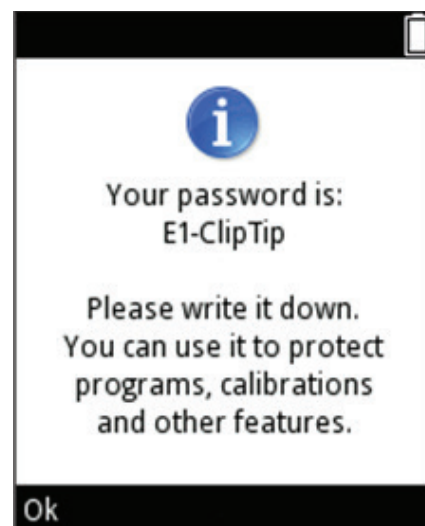 Your password is:
E1-ClipTip
Please write it down.
You can use it to protect
programs, calibrations
and other features.
Ok